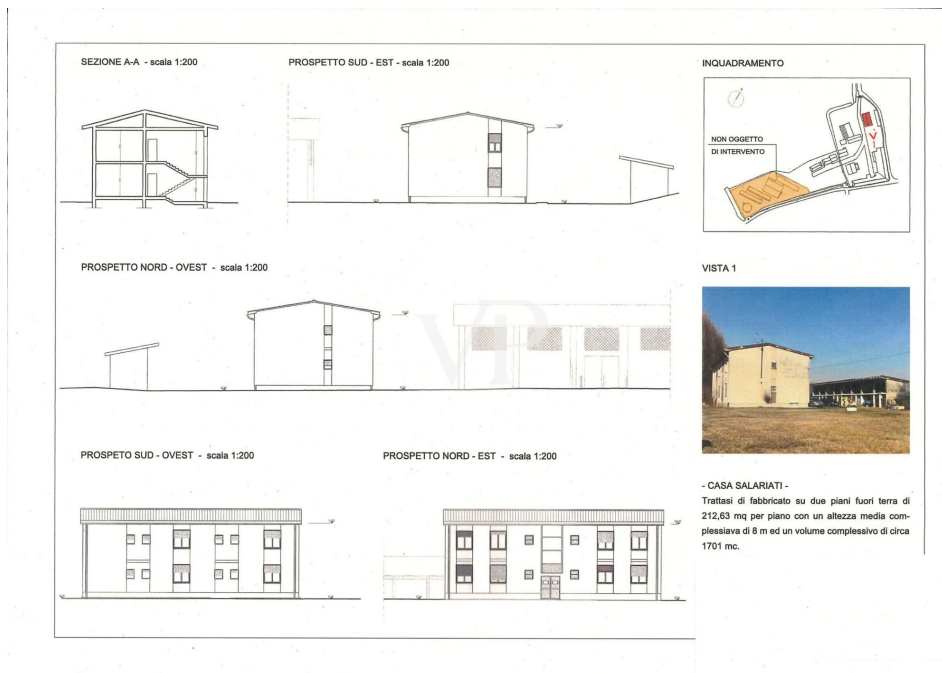 SEZIONE A-A - scala 1:200
PROSPETTO SUD - EST - scala 1:200
INQUADRAMENTO
NON OGGETTO
DI INTERVENTO
V
1
PROSPETTO NORD - OVEST - scala 1:200
VISTA 1
VP
PROSPETO SUD - OVEST - scala 1:200
PROSPETTO NORD - EST - scala 1:200
- CASA SALARIATI -
Trattasi di fabbricato su due piani fuori terra di
212,63 mq per piano con un altezza media com-
plessiava di 8 m ed un volume complessivo di circa
1701 mc.